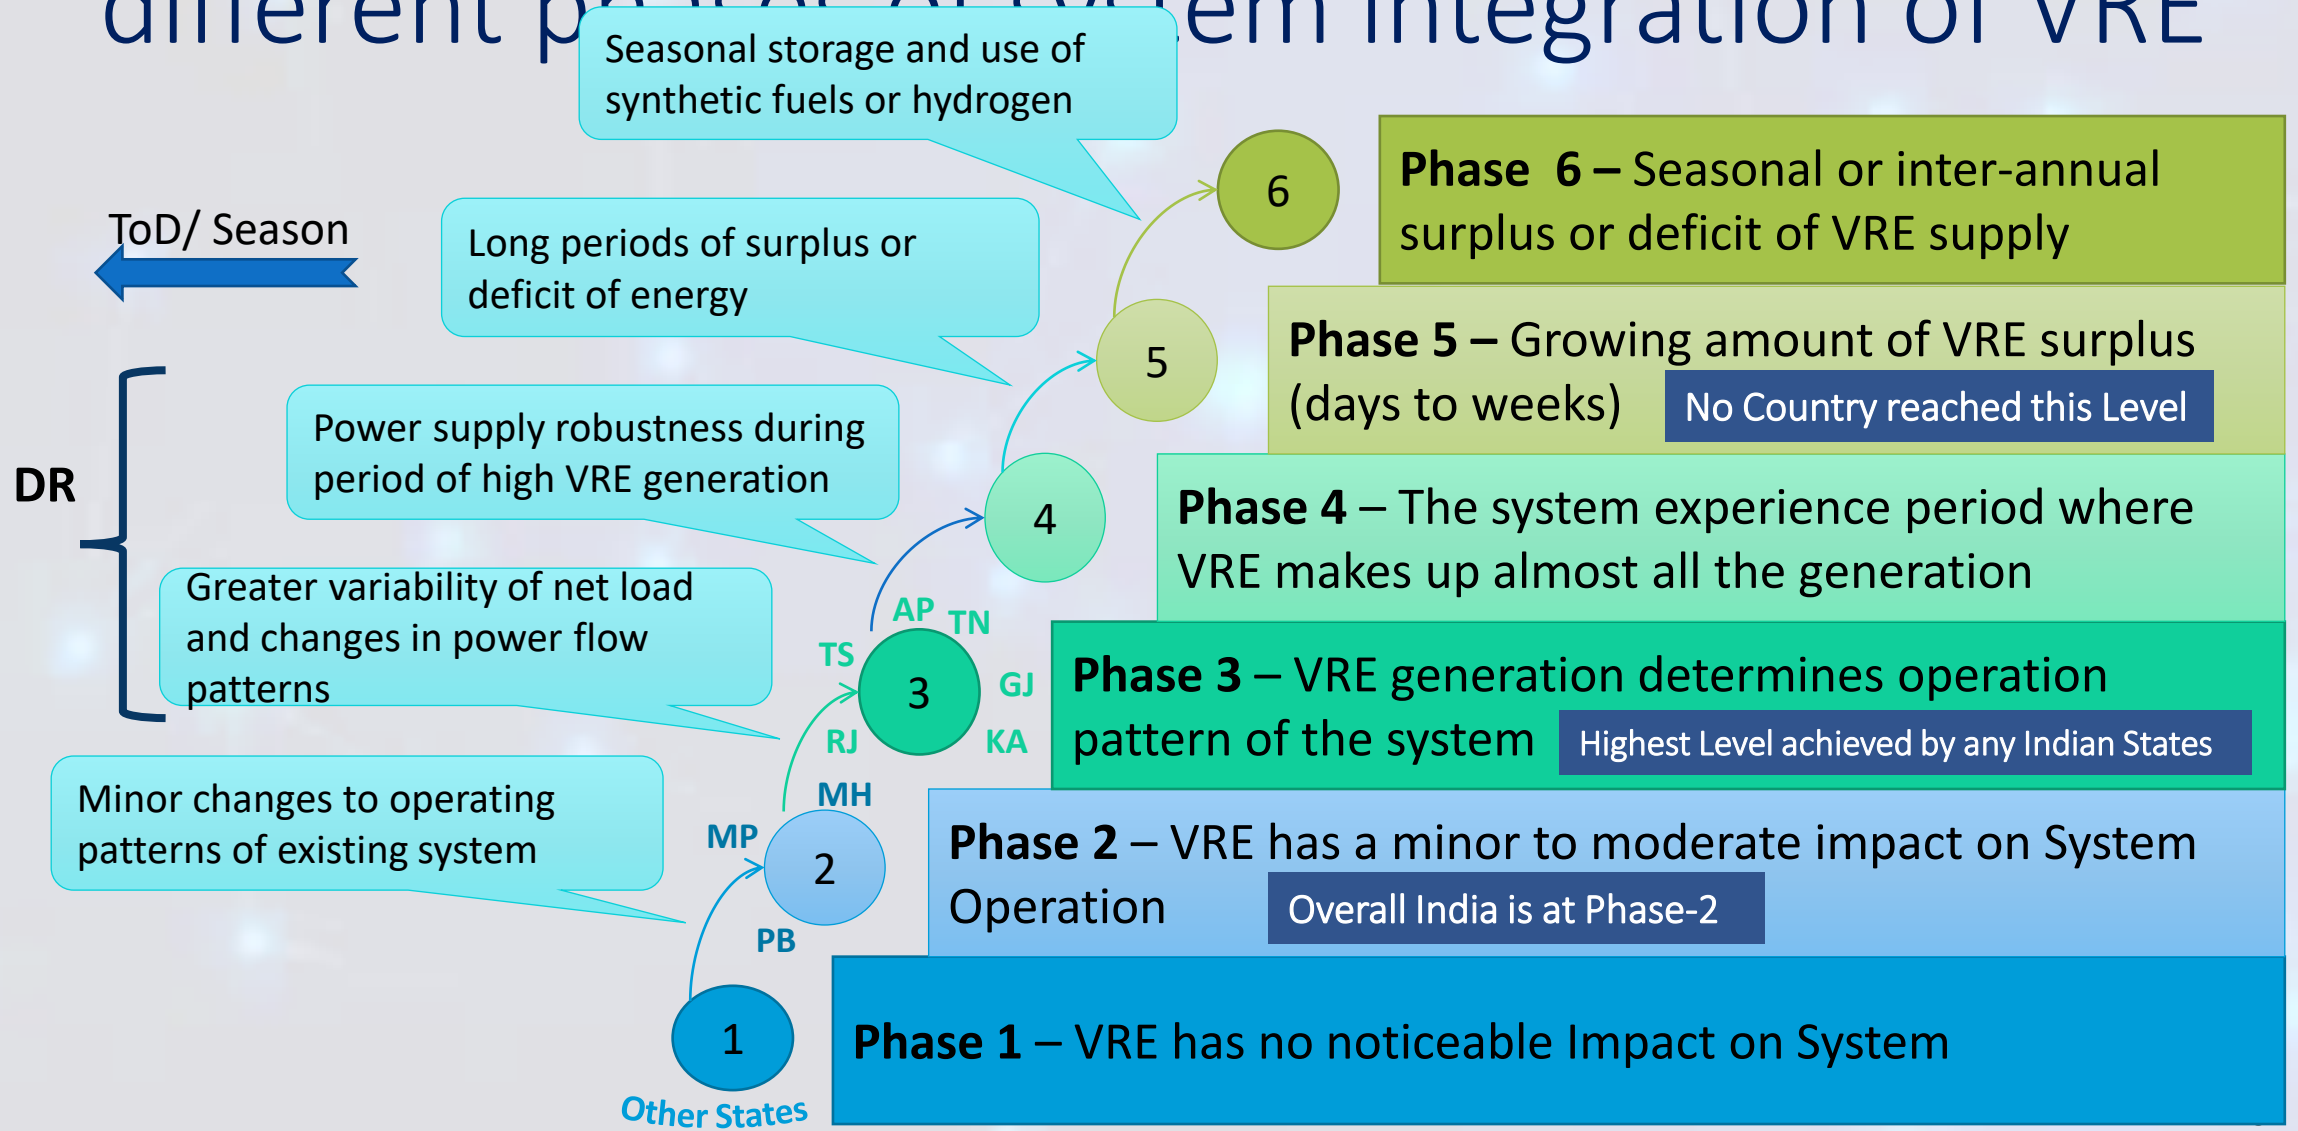 different phases of system integration of VRE
Seasonal storage and use of
synthetic fuels or hydrogen
6
Phase 6 – Seasonal or inter-annual
surplus or deficit of VRE supply
ToD/ Season
Long periods of surplus or
deficit of energy
5
Phase 5 – Growing amount of VRE surplus
(days to weeks)
No Country reached this Level
DR
Power supply robustness during
period of high VRE generation
4
Phase 4 – The system experience period where
VRE makes up almost all the generation
Greater variability of net load
and changes in power flow
patterns
AP
TN
TS
GJ
3
RJ
KA
Phase 3 – VRE generation determines operation
pattern of the system
Highest Level achieved by any Indian States
Minor changes to operating
patterns of existing system
MH
MP
2
PB
Phase 2 – VRE has a minor to moderate impact on System
Operation
Overall India is at Phase-2
1
Other States
Phase 1 – VRE has no noticeable Impact on System